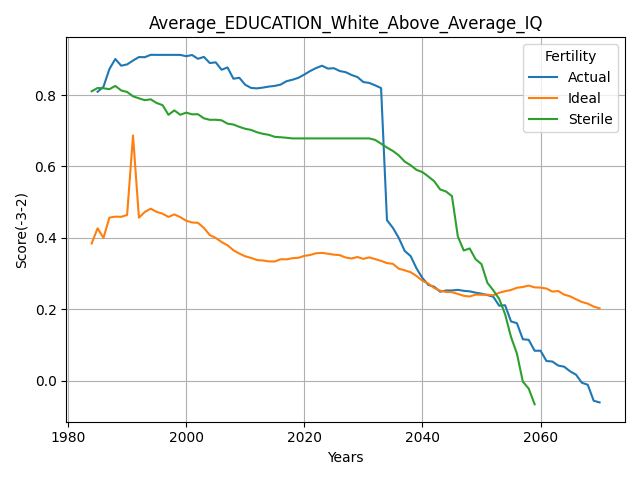 Average_EDUCATION_White_Above_Average_IQ
Fertility
Actual
Ideal
Sterile
Score(-3-2)
0.8
0.6
0.4
0.2
0.0
1980
2000
2020
2040
2060
Years